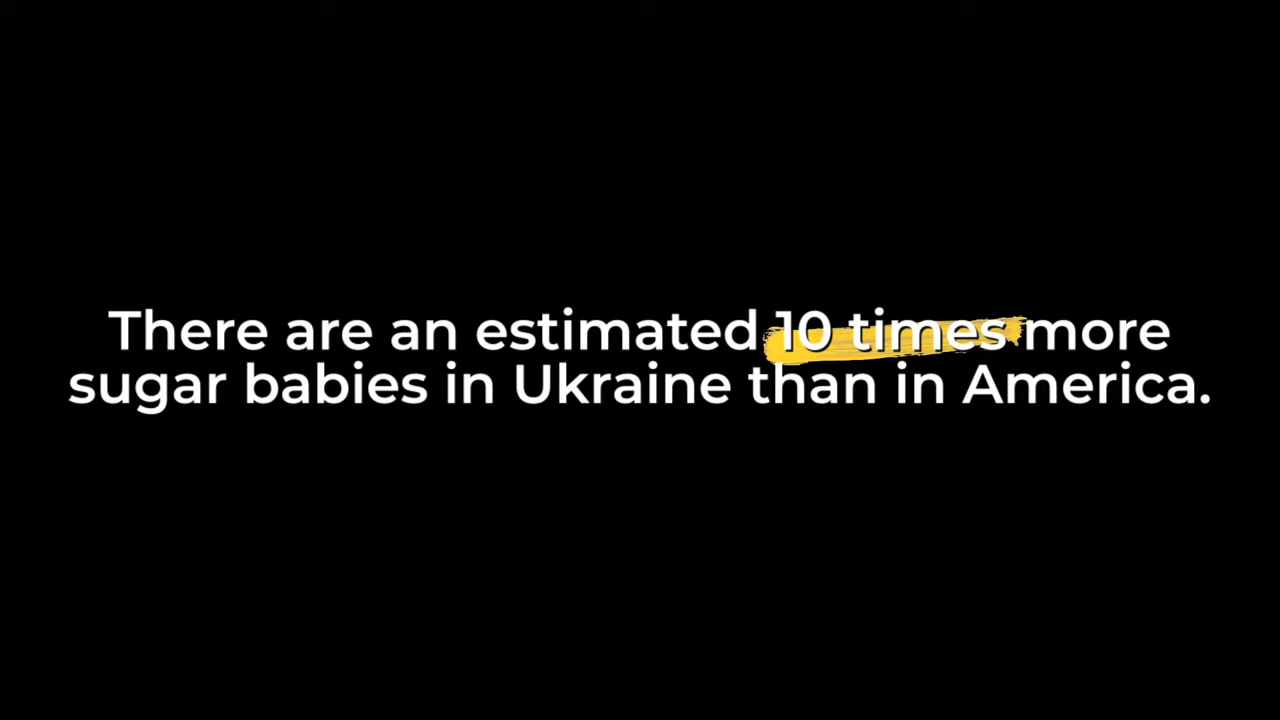 There are an estimated 10 times more
sugar babies in Ukraine than in America.